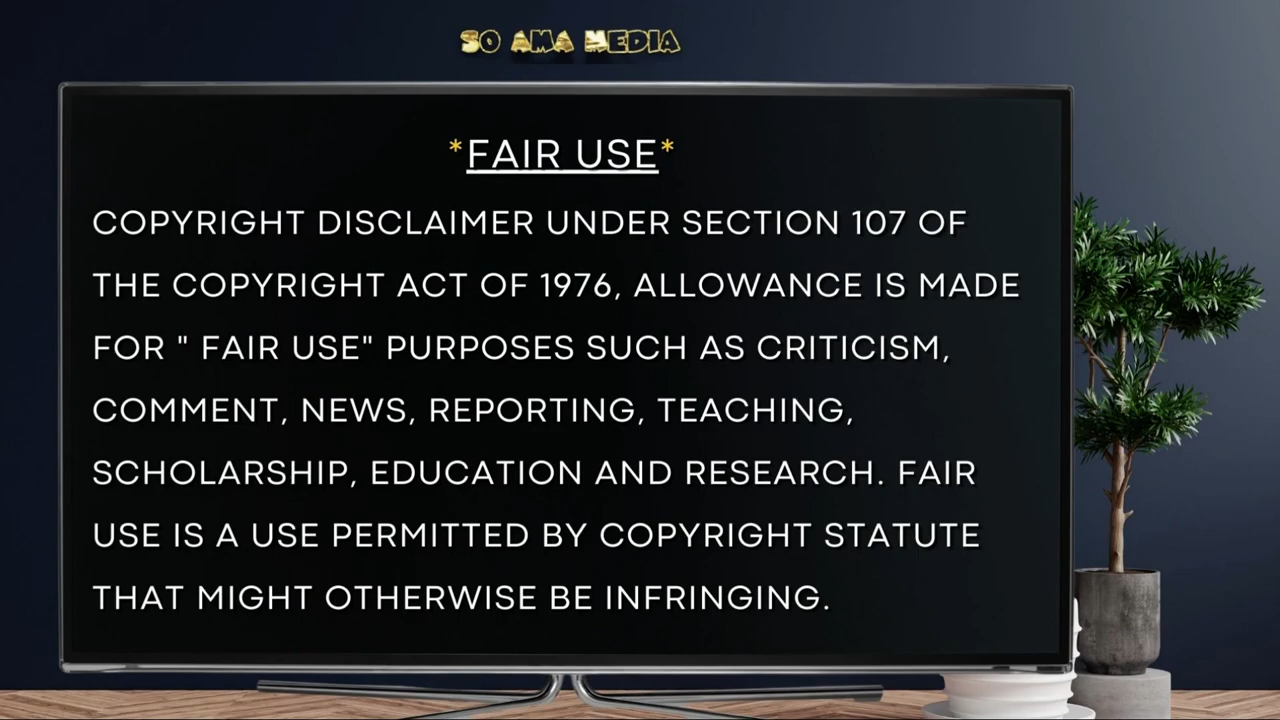 SO AMA MEDIA
*FAIR USE*
COPYRIGHT DISCLAIMER UNDER SECTION 107 OF
THE COPYRIGHT ACT OF 1976, ALLOWANCE IS MADE
FOR " FAIR USE" PURPOSES SUCH AS CRITICISM,
COMMENT, NEWS, REPORTING, TEACHING,
SCHOLARSHIP, EDUCATION AND RESEARCH. FAIR
USE IS A USE PERMITTED BY COPYRIGHT STATUTE
THAT MIGHT OTHERWISE BE INFRINGING.